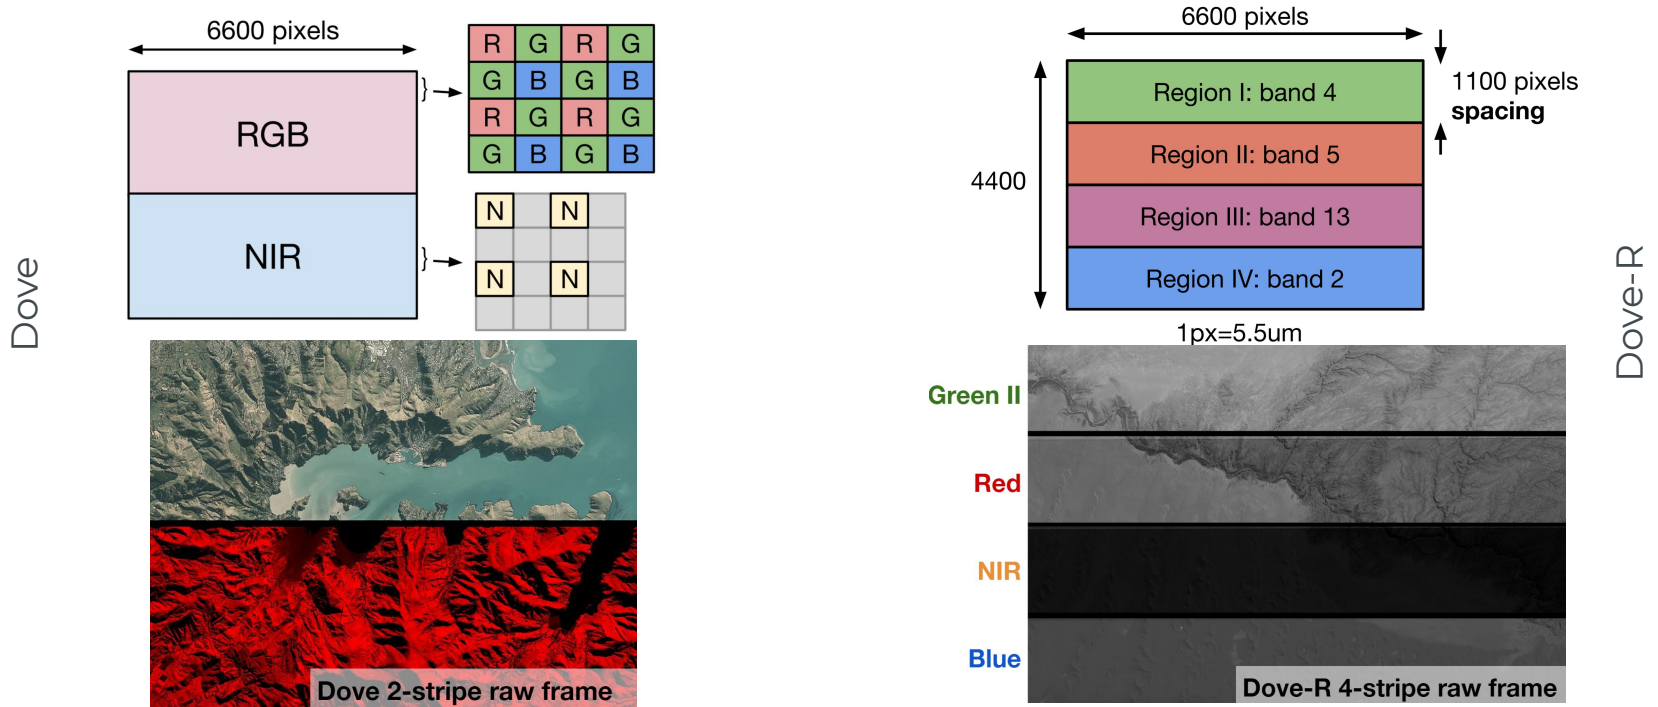 Dove
6600 pixels
RGB
NIR
R G R G
G B G B
R G R G
G B G B
N N
N N
Dove 2-stripe raw frame
6600 pixels
4400
Region I: band 4
Region II: band 5
Region III: band 13
Region IV: band 2
1100 pixels
spacing
1px=5.5um
Green II
Red
NIR
Blue
Dove-R 4-stripe raw frame
Dove-R